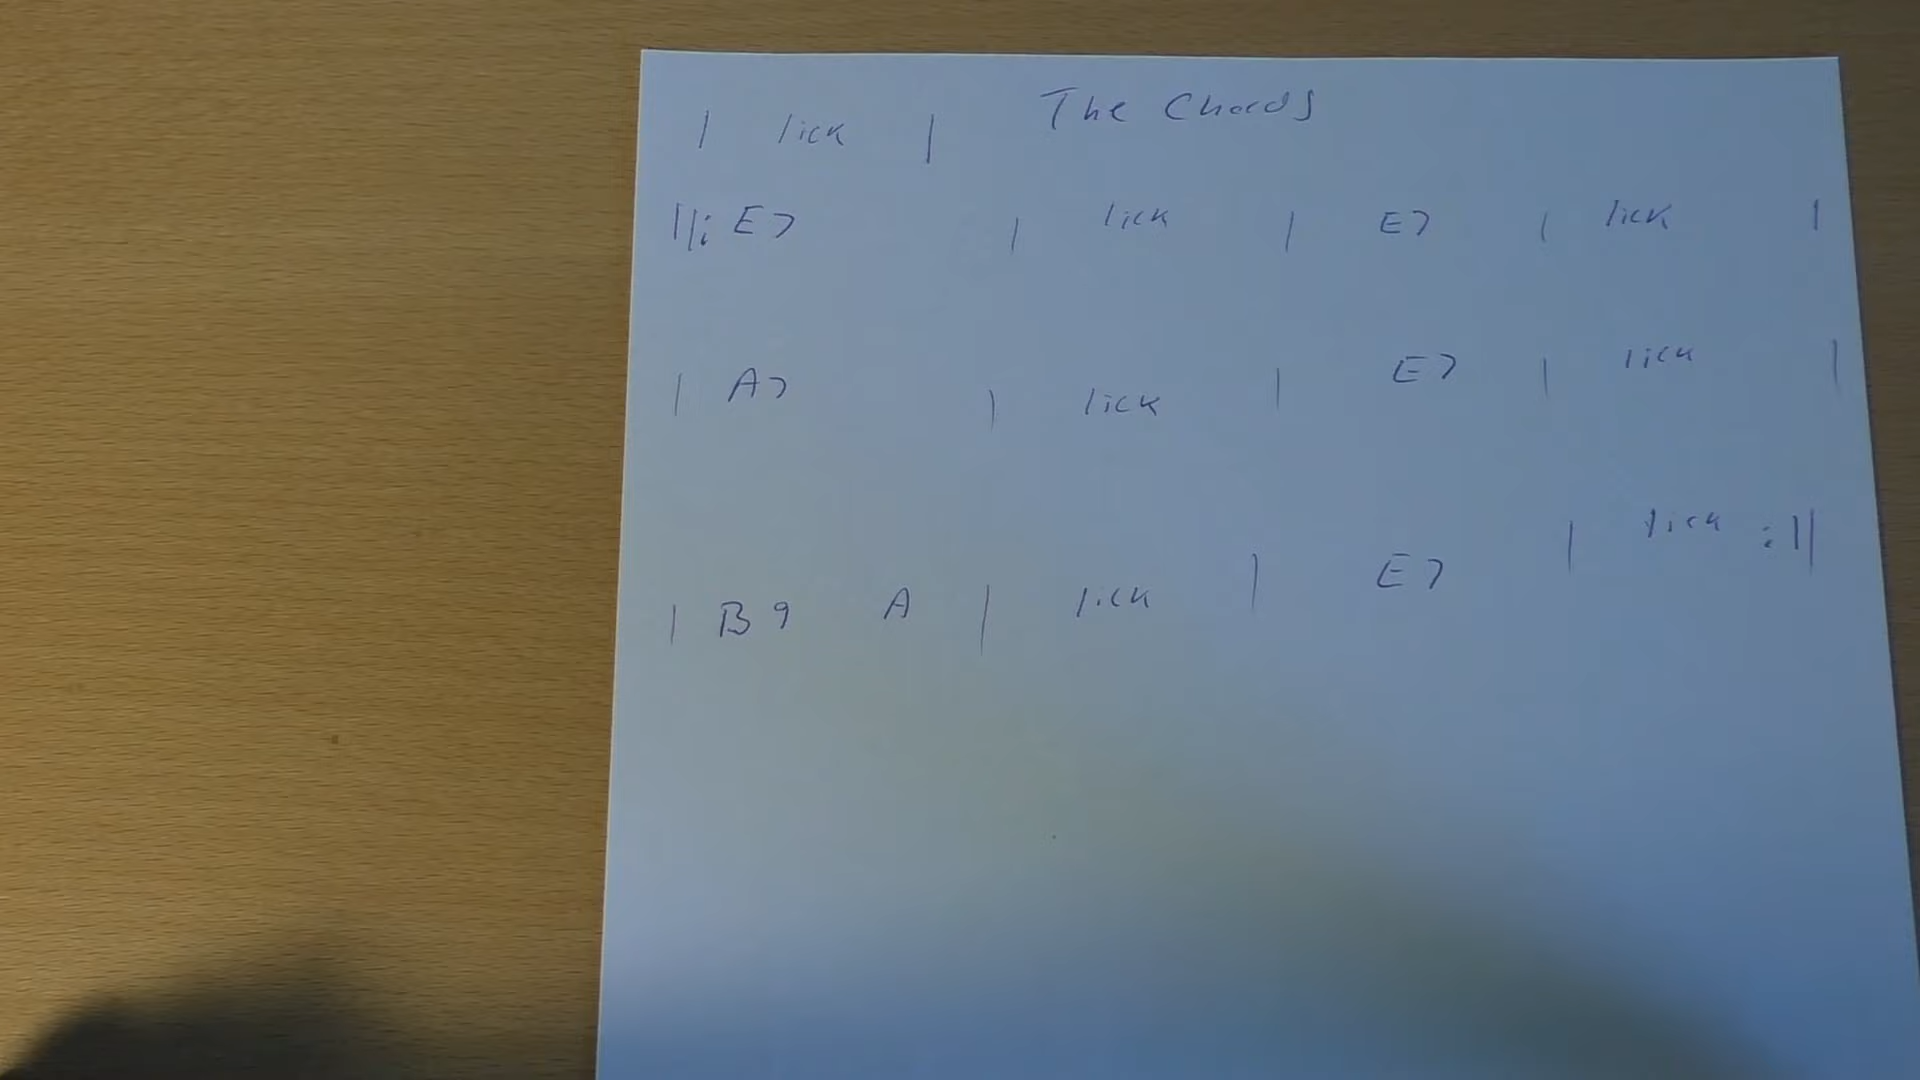 The Chords
| lick |
||: E7 | lick | E7 | lick |
| A7 | lick | E7 | lick |
| B9 A | lick | E7 | lick :||